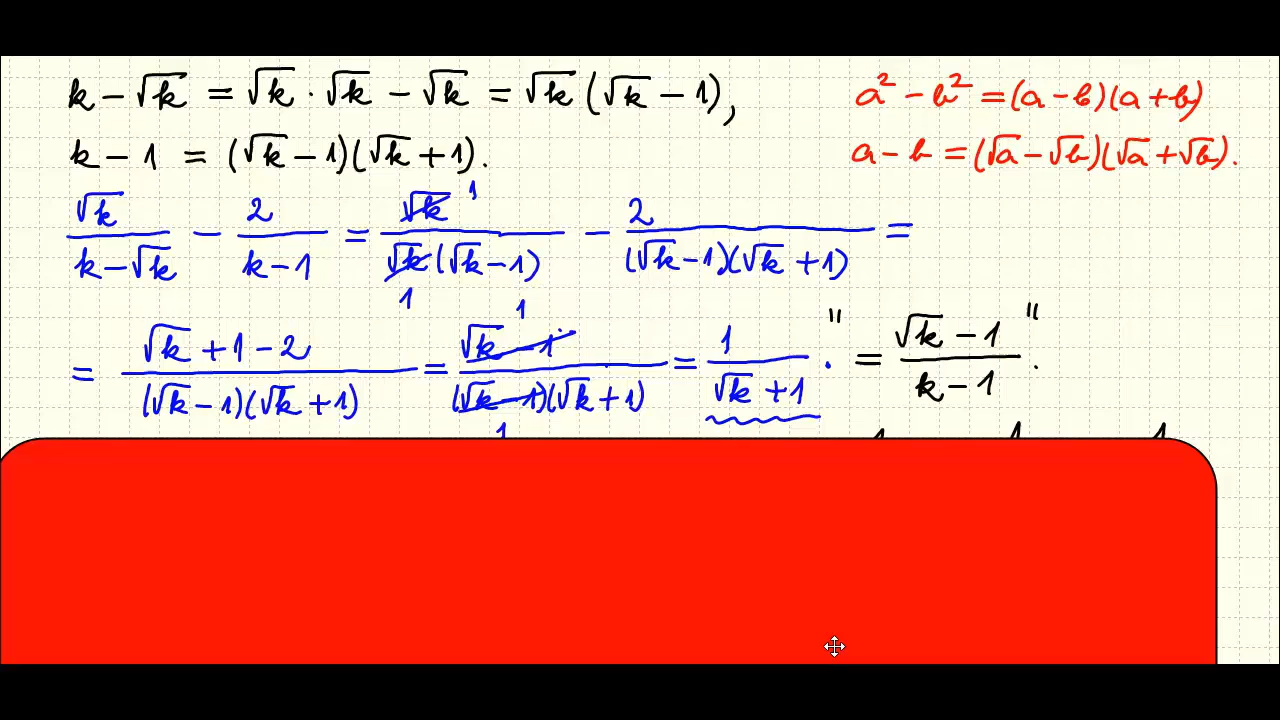 k − √k = √k · √k − √k = √k (√k − 1),
a² − b² = (a − b)(a + b)
k − 1 = (√k − 1)(√k + 1).
a − b = (√a − √b)(√a + √b).
√k/(k − √k) − 2/(k − 1) = √k/(√k (√k − 1)) − 2/((√k − 1)(√k + 1)) =
= (√k + 1 − 2)/((√k − 1)(√k + 1)) = (√k − 1)/((√k − 1)(√k + 1)) = 1/(√k + 1) . " = (√k − 1)/(k − 1) " .